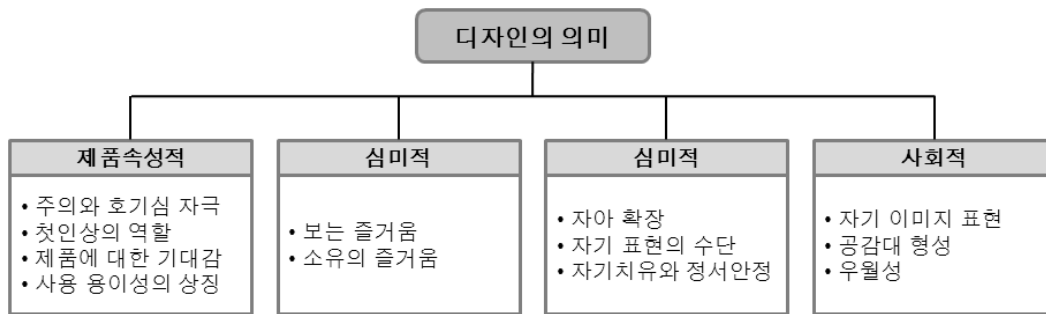 디자인의 의미
제품속성적
• 주의와 호기심 자극
• 첫인상의 역할
• 제품에 대한 기대감
• 사용 용이성의 상징
심미적
• 보는 즐거움
• 소유의 즐거움
심미적
• 자아 확장
• 자기 표현의 수단
• 자기치유와 정서안정
사회적
• 자기 이미지 표현
• 공감대 형성
• 우월성